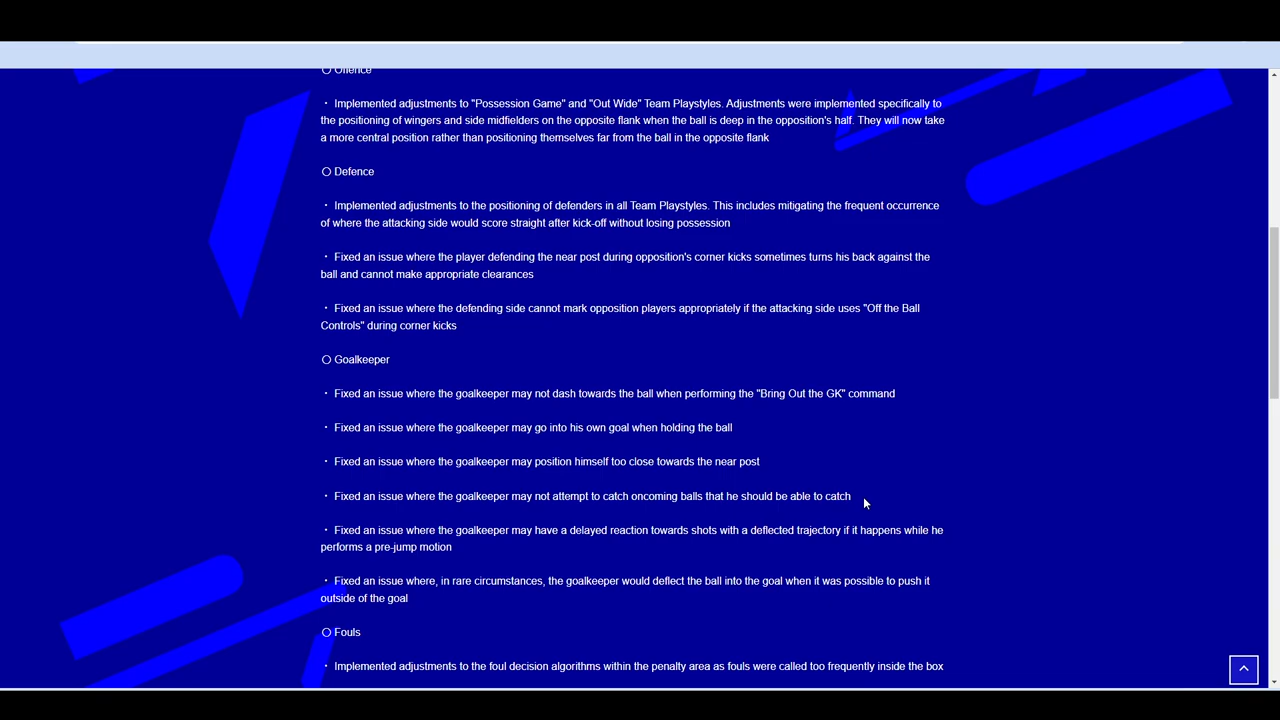 ○ Offence
・ Implemented adjustments to "Possession Game" and "Out Wide" Team Playstyles. Adjustments were implemented specifically to
the positioning of wingers and side midfielders on the opposite flank when the ball is deep in the opposition's half. They will now take
a more central position rather than positioning themselves far from the ball in the opposite flank
○ Defence
・ Implemented adjustments to the positioning of defenders in all Team Playstyles. This includes mitigating the frequent occurrence
of where the attacking side would score straight after kick-off without losing possession
・ Fixed an issue where the player defending the near post during opposition's corner kicks sometimes turns his back against the
ball and cannot make appropriate clearances
・ Fixed an issue where the defending side cannot mark opposition players appropriately if the attacking side uses "Off the Ball
Controls" during corner kicks
○ Goalkeeper
・ Fixed an issue where the goalkeeper may not dash towards the ball when performing the "Bring Out the GK" command
・ Fixed an issue where the goalkeeper may go into his own goal when holding the ball
・ Fixed an issue where the goalkeeper may position himself too close towards the near post
・ Fixed an issue where the goalkeeper may not attempt to catch oncoming balls that he should be able to catch
・ Fixed an issue where the goalkeeper may have a delayed reaction towards shots with a deflected trajectory if it happens while he
performs a pre-jump motion
・ Fixed an issue where, in rare circumstances, the goalkeeper would deflect the ball into the goal when it was possible to push it
outside of the goal
○ Fouls
・ Implemented adjustments to the foul decision algorithms within the penalty area as fouls were called too frequently inside the box